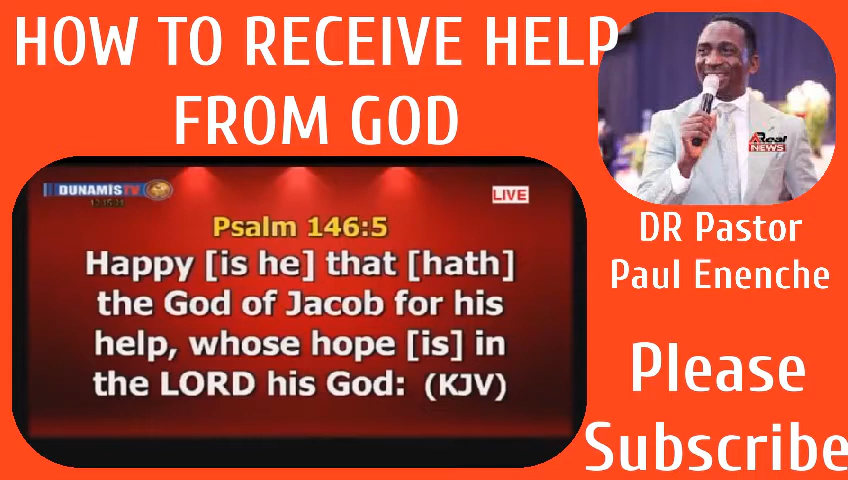 HOW TO RECEIVE HELP
FROM GOD
DUNAMIS TV
LIVE
Psalm 146:5
Happy [is he] that [hath]
the God of Jacob for his
help, whose hope [is] in
the LORD his God: (KJV)
AReal
NEWS
DR Pastor
Paul Enenche
Please
Subscribe